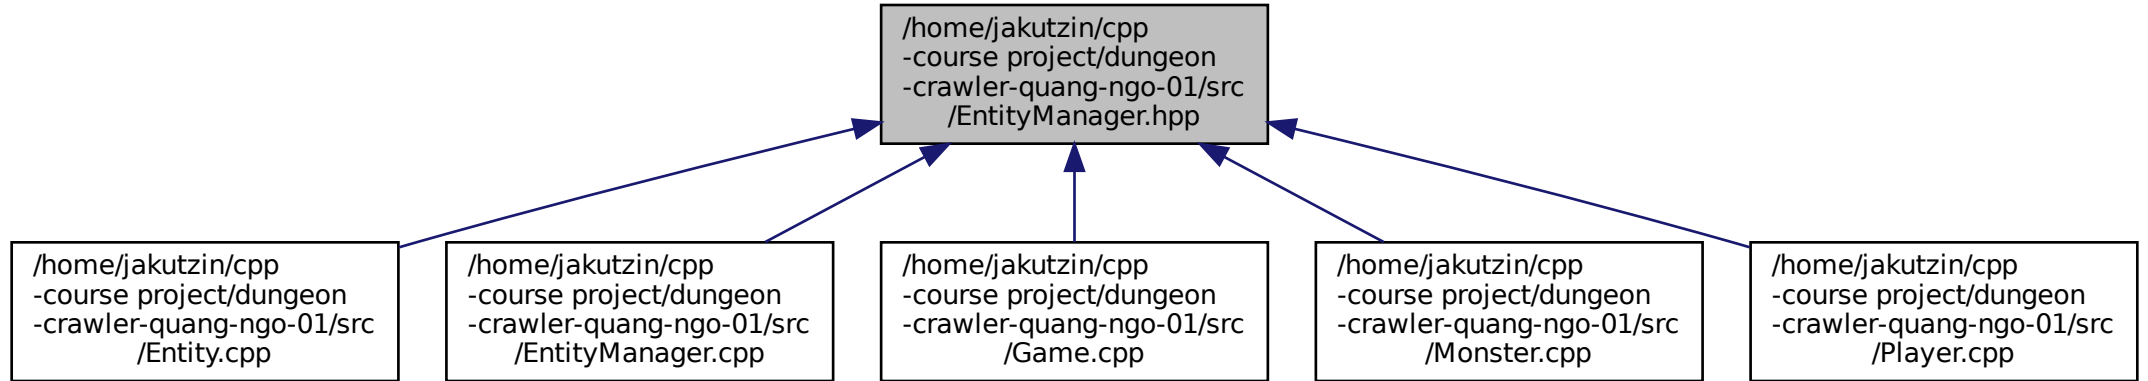 /home/jakutzin/cpp
-course project/dungeon
-crawler-quang-ngo-01/src
/EntityManager.hpp
/home/jakutzin/cpp
-course project/dungeon
-crawler-quang-ngo-01/src
/Entity.cpp
/home/jakutzin/cpp
-course project/dungeon
-crawler-quang-ngo-01/src
/EntityManager.cpp
/home/jakutzin/cpp
-course project/dungeon
-crawler-quang-ngo-01/src
/Game.cpp
/home/jakutzin/cpp
-course project/dungeon
-crawler-quang-ngo-01/src
/Monster.cpp
/home/jakutzin/cpp
-course project/dungeon
-crawler-quang-ngo-01/src
/Player.cpp